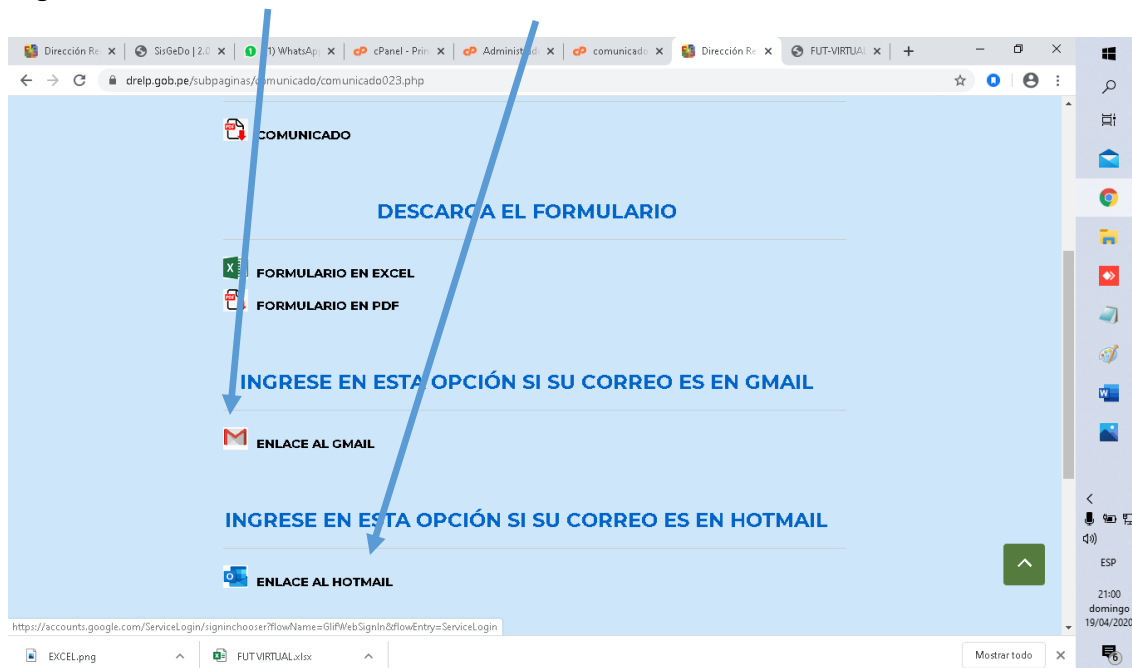 Dirección Re
SisGeDo | 2.0
1) WhatsAp
cPanel - Prin
Administrad
comunicado
Dirección Re
FUT-VIRTUAL
drelp.gob.pe/subpaginas/comunicado/comunicado023.php
COMUNICADO
DESCARGA EL FORMULARIO
FORMULARIO EN EXCEL
FORMULARIO EN PDF
INGRESE EN ESTA OPCIÓN SI SU CORREO ES EN GMAIL
ENLACE AL GMAIL
INGRESE EN ESTA OPCIÓN SI SU CORREO ES EN HOTMAIL
ENLACE AL HOTMAIL
ESP
21:00
domingo
19/04/2020
6
https://accounts.google.com/ServiceLogin/signinchooser?flowName=GlifWebSignIn&flowEntry=ServiceLogin
EXCEL.png
FUT VIRTUAL.xlsx
Mostrar todo